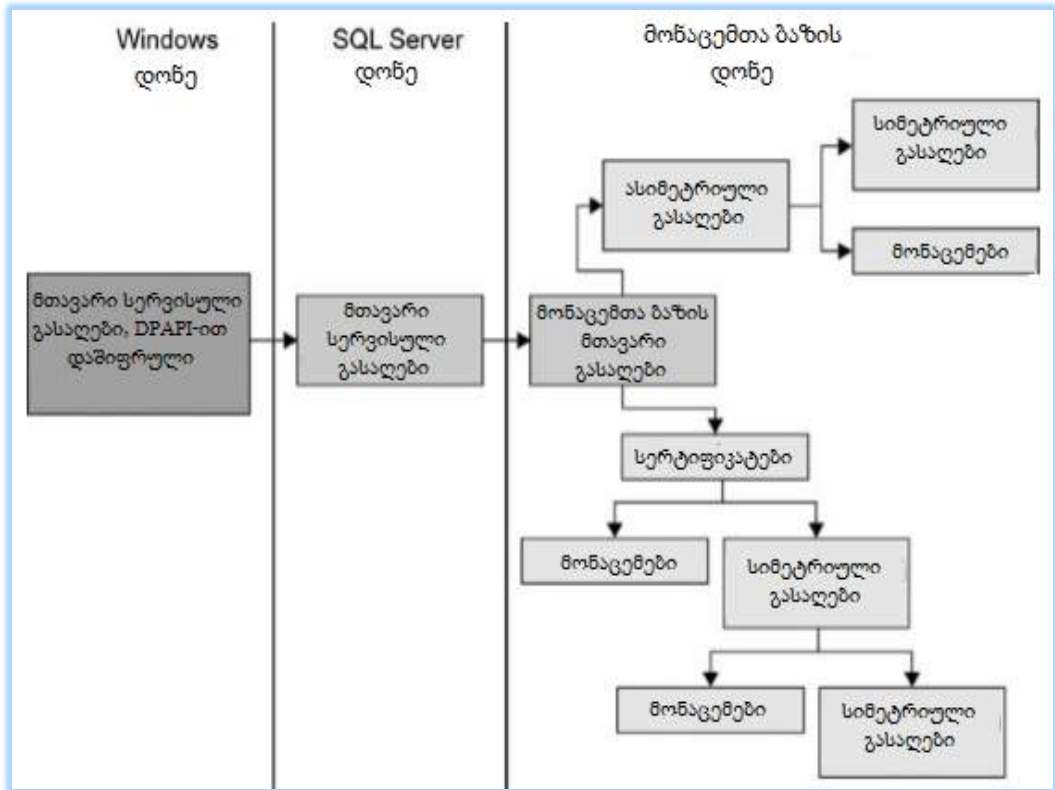 Windows
დონე
SQL Server
დონე
მონაცემთა ბაზის
დონე
სიმეტრიული
გასაღები
ასიმეტრიული
გასაღები
მონაცემები
მთავარი სერვისული
გასაღები, DPAPI-ით
დაშიფრული
მთავარი
სერვისული
გასაღები
მონაცემთა ბაზის
მთავარი
გასაღები
სერტიფიკატები
მონაცემები
სიმეტრიული
გასაღები
მონაცემები
სიმეტრიული
გასაღები